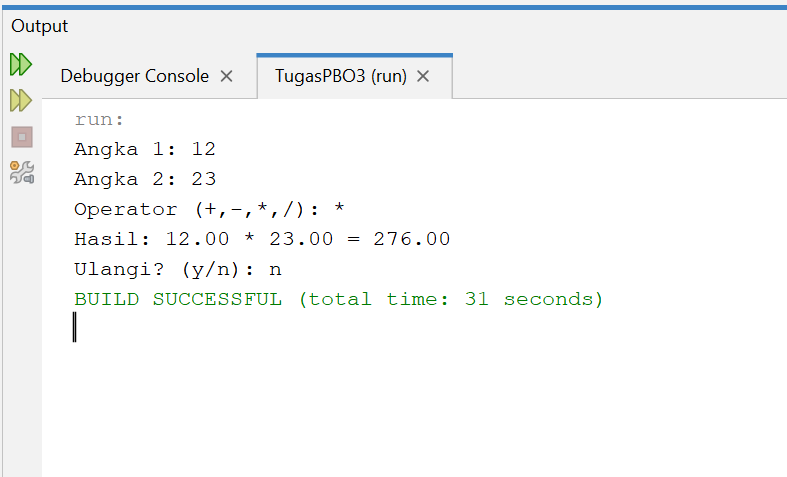 Output
Debugger Console ×
TugasPBO3 (run) ×
run:
Angka 1: 12
Angka 2: 23
Operator (+,-,*,/): *
Hasil: 12.00 * 23.00 = 276.00
Ulangi? (y/n): n
BUILD SUCCESSFUL (total time: 31 seconds)